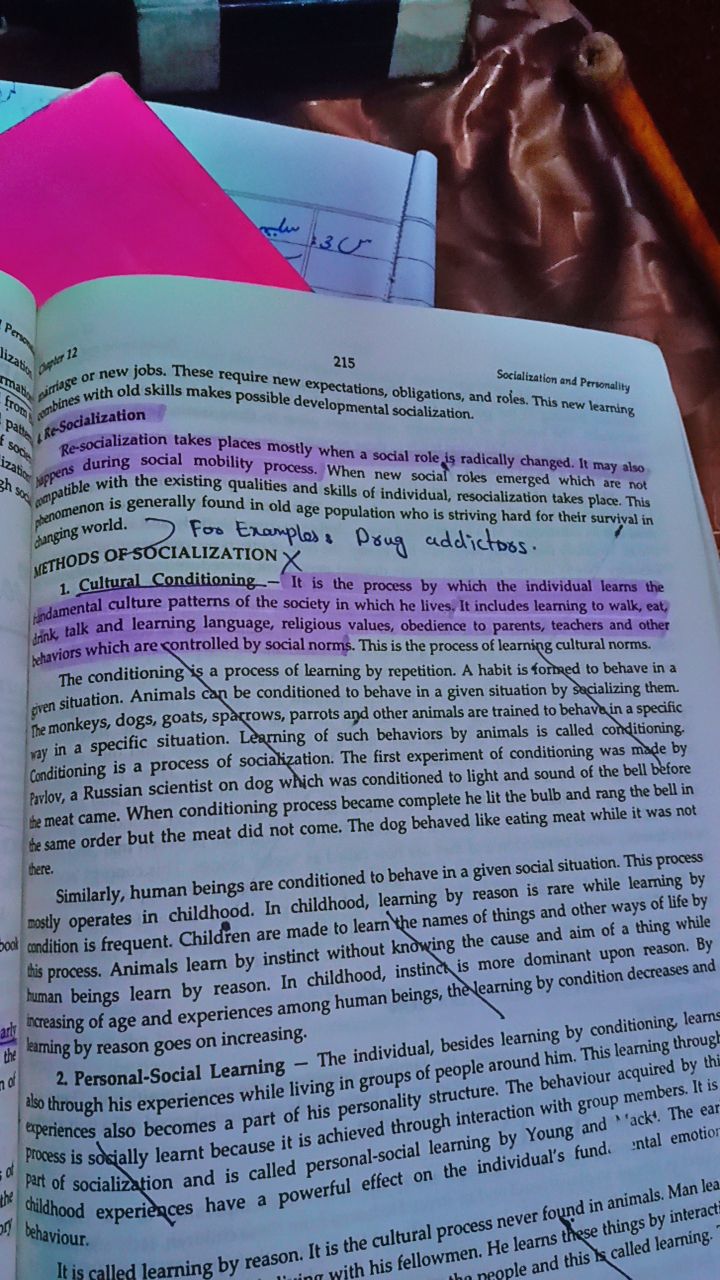 س3:
Chapter 12
215
Socialization and Personality
marriage or new jobs. These require new expectations, obligations, and roles. This new learning
combines with old skills makes possible developmental socialization.
Re-Socialization
Re-socialization takes places mostly when a social role is radically changed. It may also
happens during social mobility process. When new social roles emerged which are not
compatible with the existing qualities and skills of individual, resocialization takes place. This
phenomenon is generally found in old age population who is striving hard for their survival in
changing world.
For Examples Drug addictors.
METHODS OF SOCIALIZATION
1. Cultural Conditioning – It is the process by which the individual learns the
fundamental culture patterns of the society in which he lives. It includes learning to walk, eat,
drink, talk and learning language, religious values, obedience to parents, teachers and other
behaviors which are controlled by social norms. This is the process of learning cultural norms.
The conditioning is a process of learning by repetition. A habit is formed to behave in a
given situation. Animals can be conditioned to behave in a given situation by socializing them.
The monkeys, dogs, goats, sparrows, parrots and other animals are trained to behave in a specific
way in a specific situation. Learning of such behaviors by animals is called conditioning.
Conditioning is a process of socialization. The first experiment of conditioning was made by
Pavlov, a Russian scientist on dog which was conditioned to light and sound of the bell before
the meat came. When conditioning process became complete he lit the bulb and rang the bell in
the same order but the meat did not come. The dog behaved like eating meat while it was not
there.
Similarly, human beings are conditioned to behave in a given social situation. This process
mostly operates in childhood. In childhood, learning by reason is rare while learning by
condition is frequent. Children are made to learn the names of things and other ways of life by
this process. Animals learn by instinct without knowing the cause and aim of a thing while
human beings learn by reason. In childhood, instinct is more dominant upon reason. By
increasing of age and experiences among human beings, the learning by condition decreases and
learning by reason goes on increasing.
2. Personal-Social Learning – The individual, besides learning by conditioning, learns
also through his experiences while living in groups of people around him. This learning through
experiences also becomes a part of his personality structure. The behaviour acquired by thi
process is socially learnt because it is achieved through interaction with group members. It is
part of socialization and is called personal-social learning by Young and ack. The ear
childhood experiences have a powerful effect on the individual's fund ental emotion
behaviour.
It is called learning by reason. It is the cultural process never found in animals. Man lea
with his fellowmen. He learns these things by interacti
the people and this is called learning.